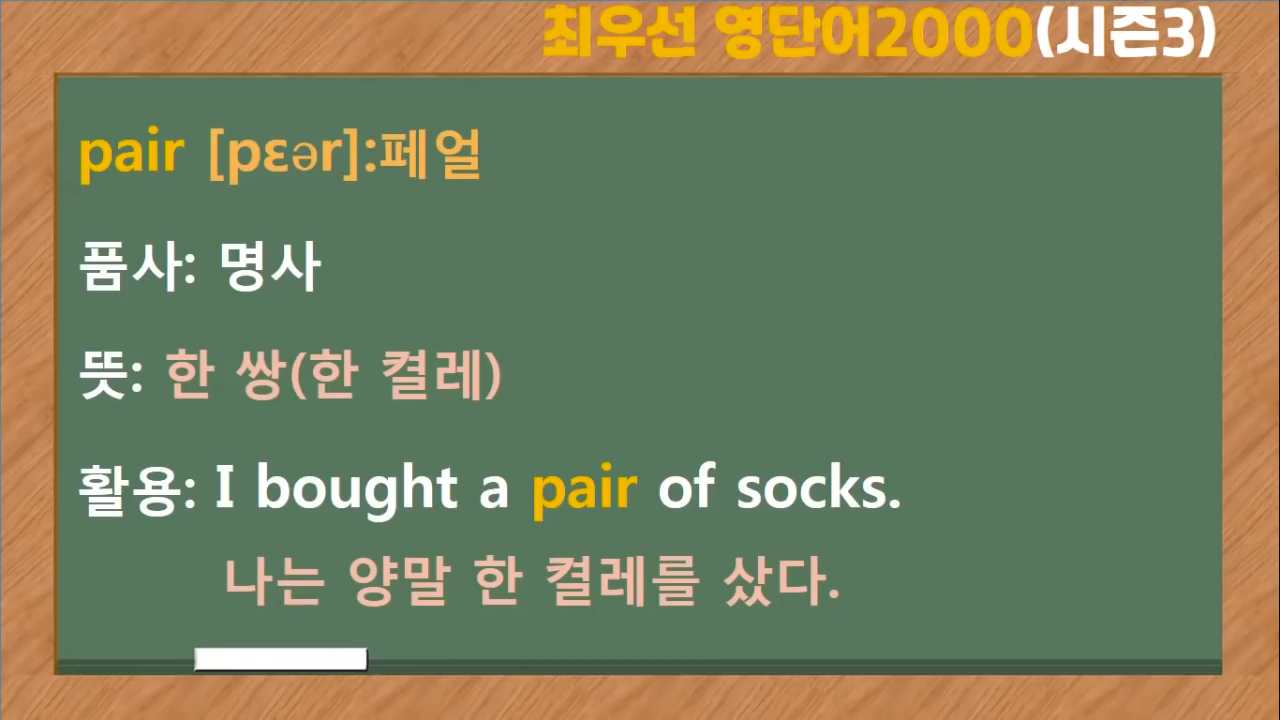 최우선 영단어2000(시즌3)
pair [pɛər]:페얼
품사: 명사
뜻: 한 쌍(한 켤레)
활용: I bought a pair of socks.
나는 양말 한 켤레를 샀다.